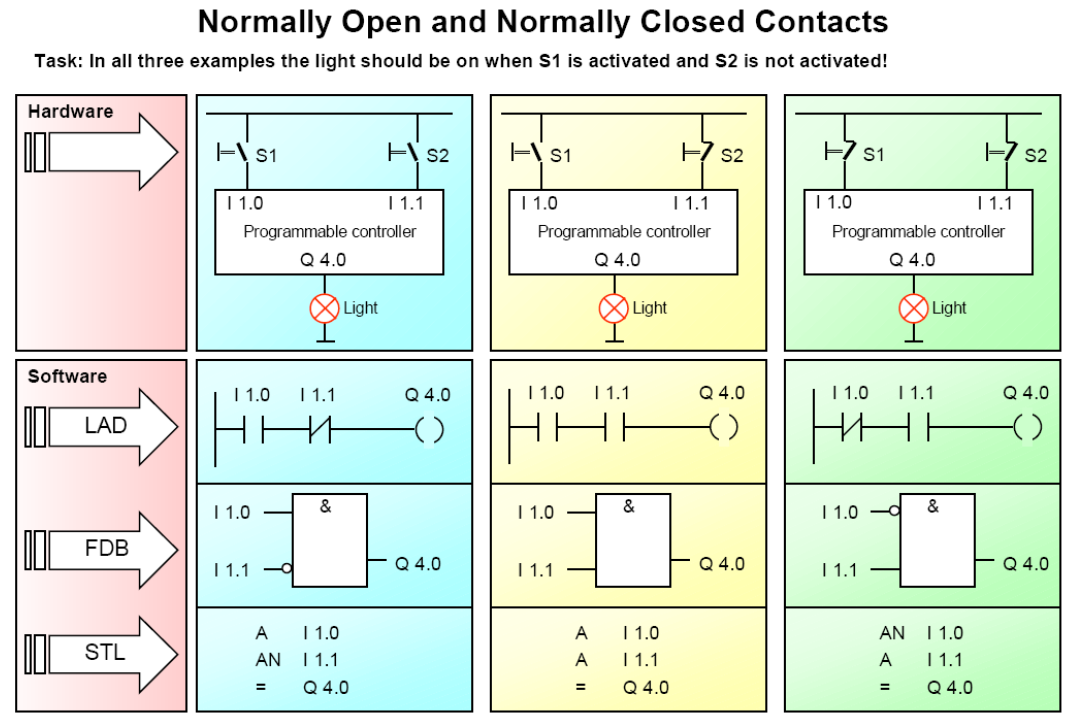 Normally Open and Normally Closed Contacts
Task: In all three examples the light should be on when S1 is activated and S2 is not activated!
Hardware
S1 S2
I 1.0 I 1.1
Programmable controller
Q 4.0
Light
S1 S2
I 1.0 I 1.1
Programmable controller
Q 4.0
Light
S1 S2
I 1.0 I 1.1
Programmable controller
Q 4.0
Light
Software
LAD
I 1.0 I 1.1 Q 4.0
I 1.0 I 1.1 Q 4.0
I 1.0 I 1.1 Q 4.0
FDB
I 1.0 &
I 1.1 Q 4.0
I 1.0 &
I 1.1 Q 4.0
I 1.0 &
I 1.1 Q 4.0
STL
A I 1.0
AN I 1.1
= Q 4.0
A I 1.0
A I 1.1
= Q 4.0
AN I 1.0
A I 1.1
= Q 4.0